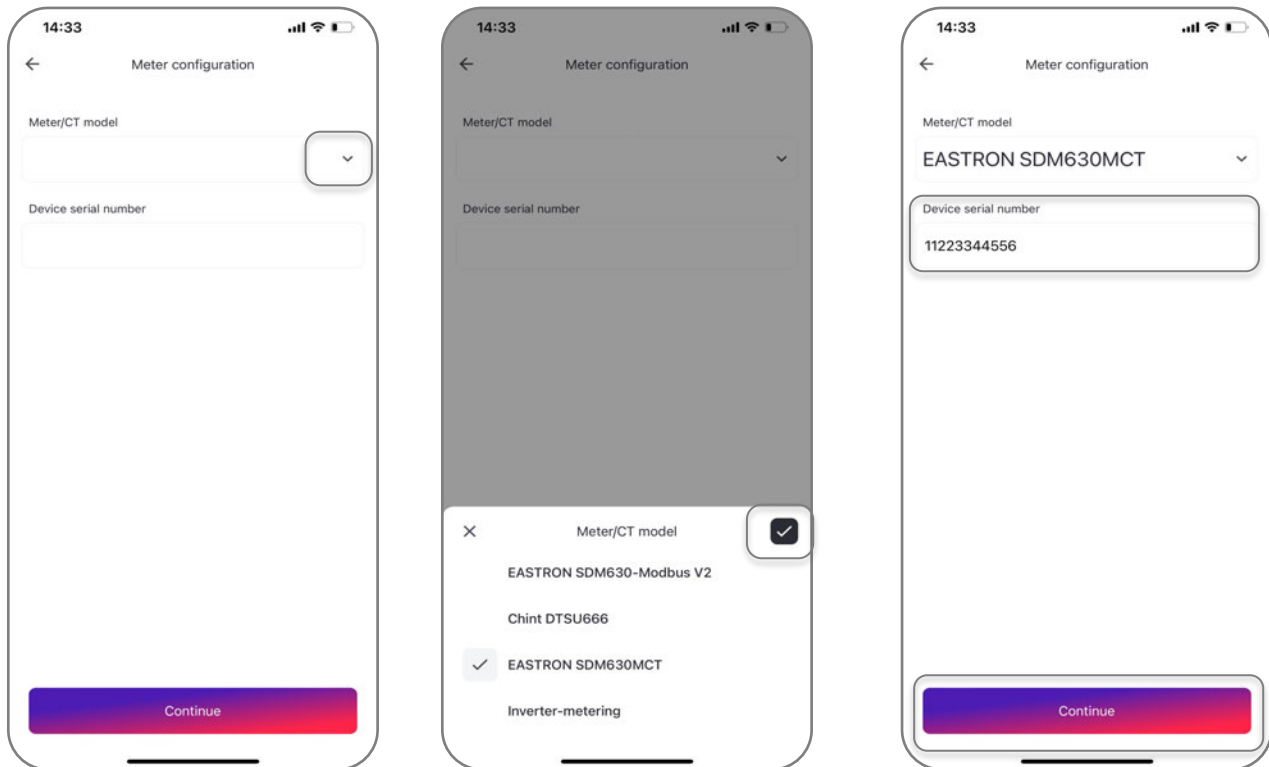 14:33
Meter configuration
Meter/CT model
Device serial number
Continue
14:33
Meter configuration
Meter/CT model
Device serial number
Meter/CT model
EASTRON SDM630-Modbus V2
Chint DTSU666
EASTRON SDM630MCT
Inverter-metering
14:33
Meter configuration
Meter/CT model
EASTRON SDM630MCT
Device serial number
11223344556
Continue